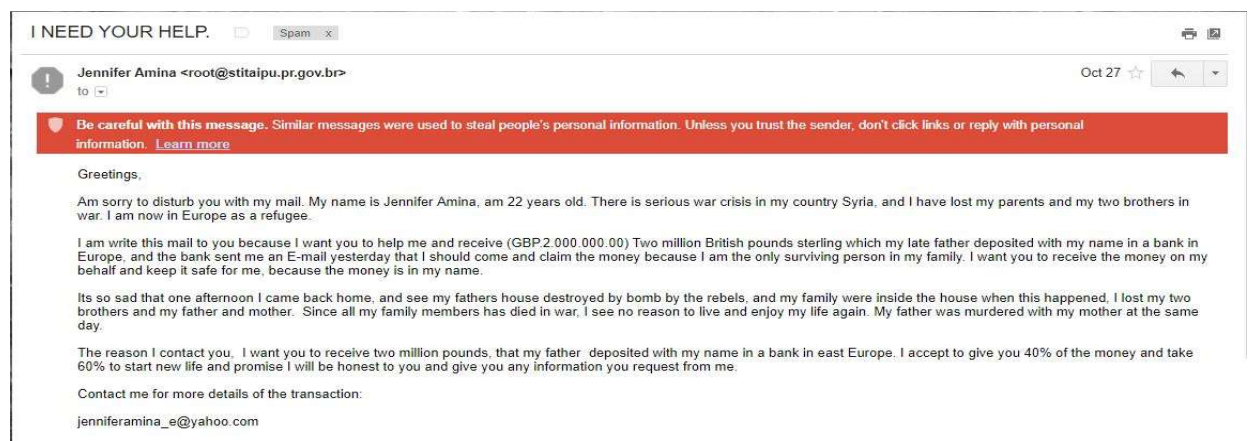 I NEED YOUR HELP.
Spam x
Jennifer Amina <root@stitaipu.pr.gov.br>
Oct 27
to
Be careful with this message. Similar messages were used to steal people's personal information. Unless you trust the sender, don't click links or reply with personal
information. Learn more
Greetings,
Am sorry to disturb you with my mail. My name is Jennifer Amina, am 22 years old. There is serious war crisis in my country Syria, and I have lost my parents and my two brothers in
war. I am now in Europe as a refugee.
I am write this mail to you because I want you to help me and receive (GBP.2.000.000.00) Two million British pounds sterling which my late father deposited with my name in a bank in
Europe, and the bank sent me an E-mail yesterday that I should come and claim the money because I am the only surviving person in my family. I want you to receive the money on my
behalf and keep it safe for me, because the money is in my name.
Its so sad that one afternoon I came back home, and see my fathers house destroyed by bomb by the rebels, and my family were inside the house when this happened, I lost my two
brothers and my father and mother. Since all my family members has died in war, I see no reason to live and enjoy my life again. My father was murdered with my mother at the same
day.
The reason I contact you, I want you to receive two million pounds, that my father deposited with my name in a bank in east Europe. I accept to give you 40% of the money and take
60% to start new life and promise I will be honest to you and give you any information you request from me.
Contact me for more details of the transaction:
jenniferamina_e@yahoo.com